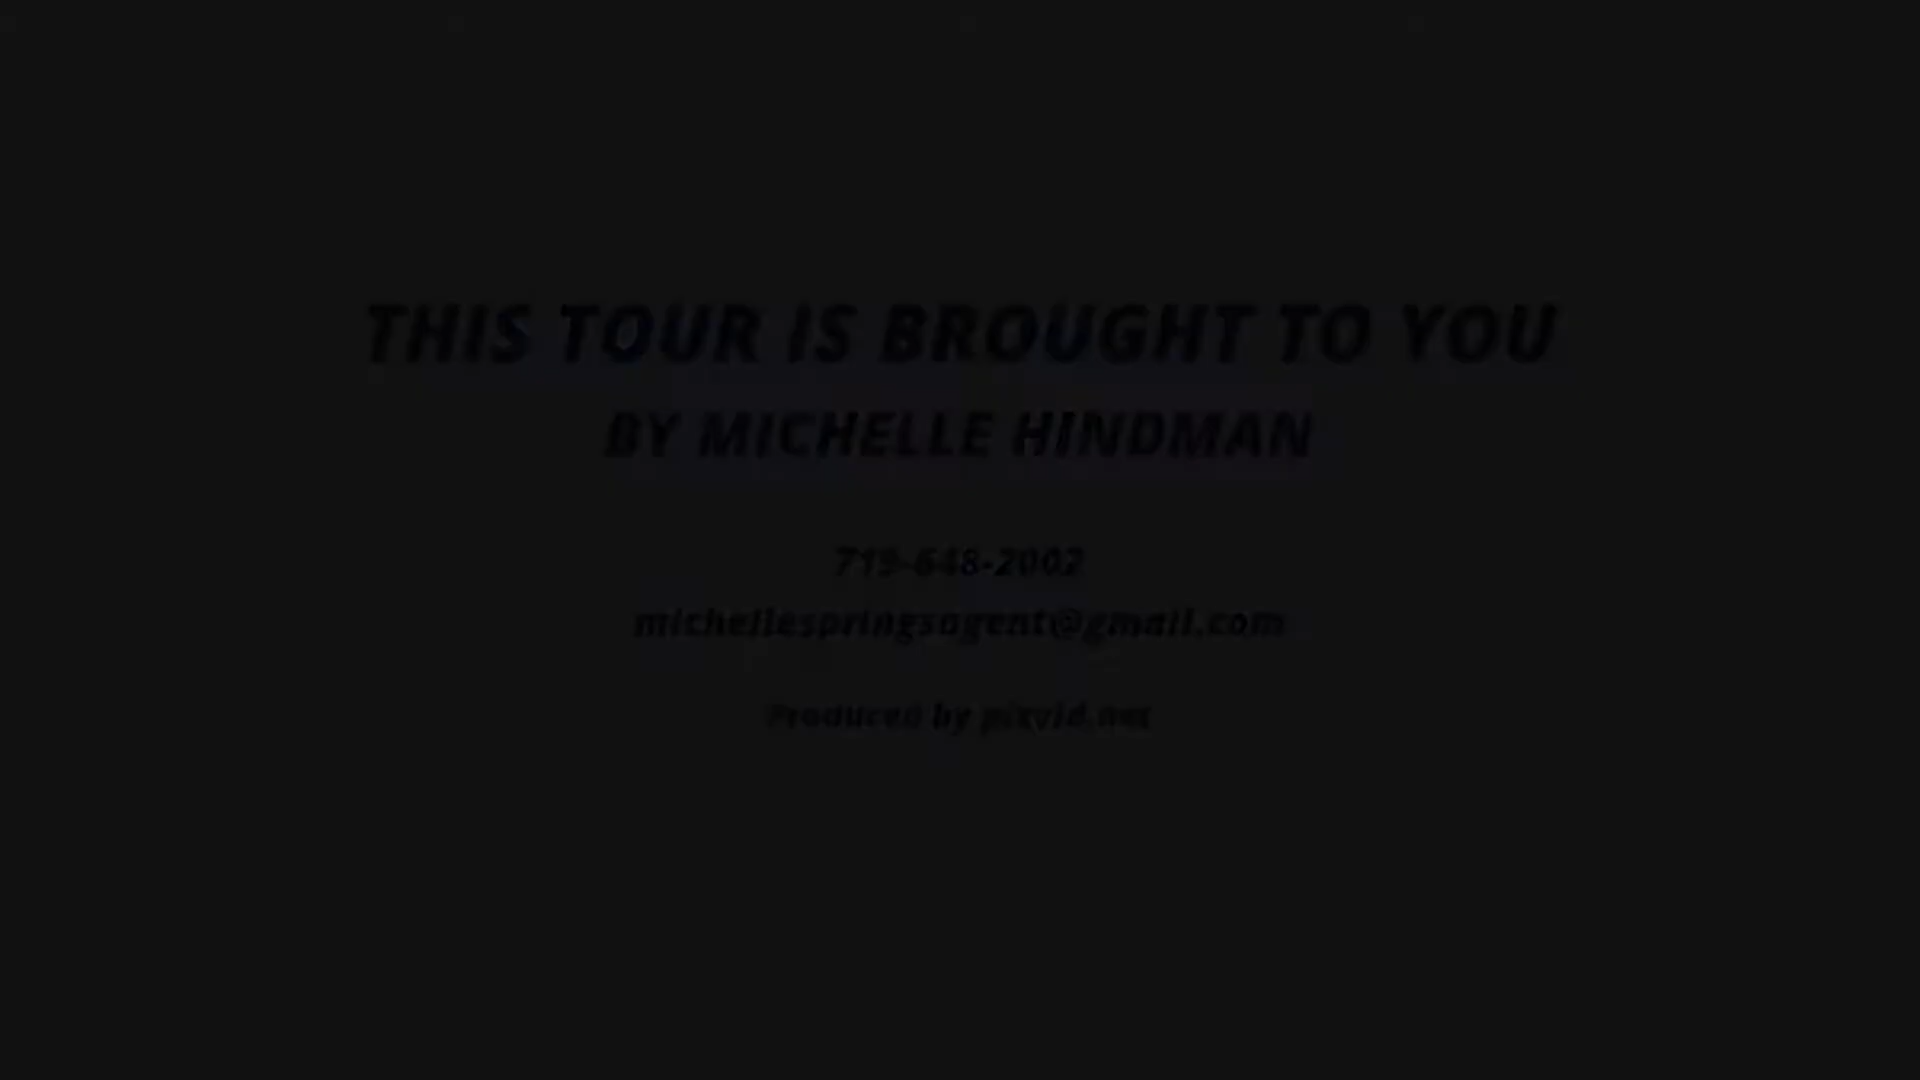 THIS TOUR IS BROUGHT TO YOU
BY MICHELLE HINDMAN
719-648-2002
michellespringsagent@gmail.com
Produced by pixvid.net